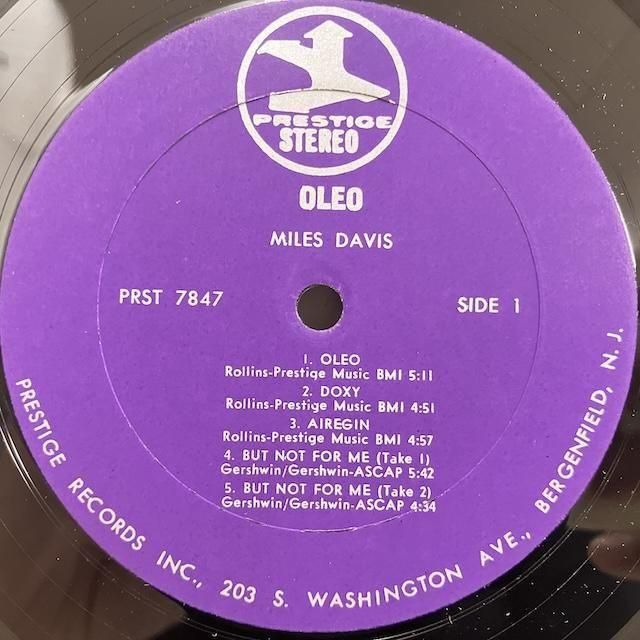 PRESTIGE
STEREO
OLEO
MILES DAVIS
PRST 7847
SIDE 1
1. OLEO
Rollins-Prestige Music BMI 5:11
2. DOXY
Rollins-Prestige Music BMI 4:51
3. AIREGIN
Rollins-Prestige Music BMI 4:57
4. BUT NOT FOR ME (Take 1)
Gershwin/Gershwin-ASCAP 5:42
5. BUT NOT FOR ME (Take 2)
Gershwin/Gershwin-ASCAP 4:34
PRESTIGE RECORDS INC., 203 S. WASHINGTON AVE., BERGENFIELD, N. J.